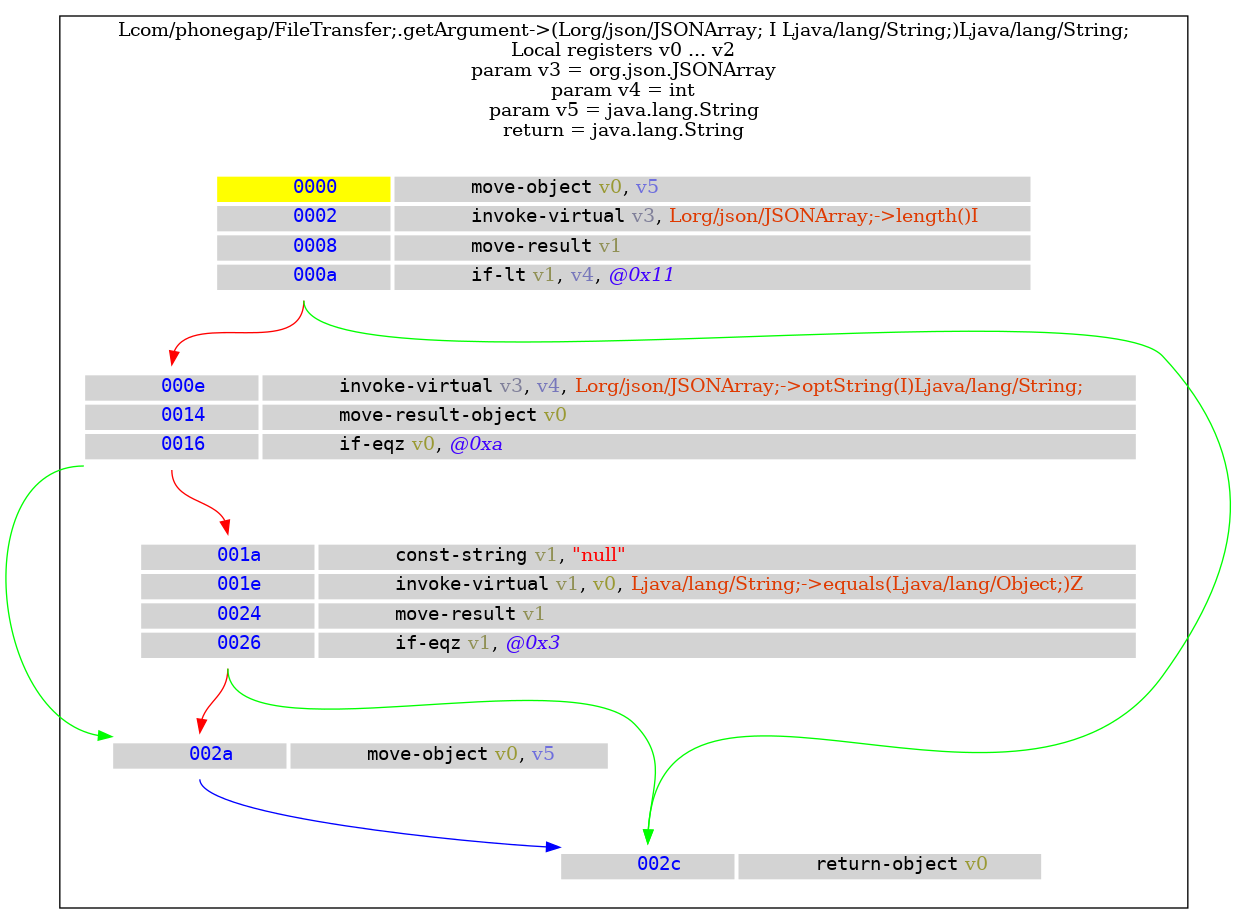 Lcom/phonegap/FileTransfer;.getArgument->(Lorg/json/JSONArray; I Ljava/lang/String;)Ljava/lang/String;
Local registers v0 ... v2
param v3 = org.json.JSONArray
param v4 = int
param v5 = java.lang.String
return = java.lang.String
0000 move-object v0, v5
0002 invoke-virtual v3, Lorg/json/JSONArray;->length()I
0008 move-result v1
000a if-lt v1, v4, @0x11
000e invoke-virtual v3, v4, Lorg/json/JSONArray;->optString(I)Ljava/lang/String;
0014 move-result-object v0
0016 if-eqz v0, @0xa
001a const-string v1, "null"
001e invoke-virtual v1, v0, Ljava/lang/String;->equals(Ljava/lang/Object;)Z
0024 move-result v1
0026 if-eqz v1, @0x3
002a move-object v0, v5
002c return-object v0